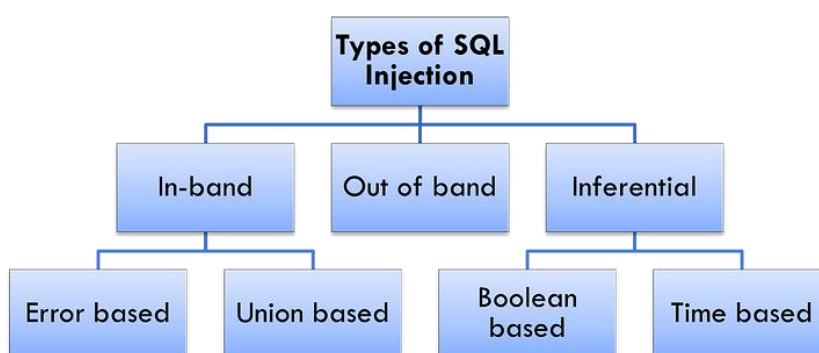 Types of SQL
Injection
In-band
Out of band
Inferential
Error based
Union based
Boolean
based
Time based